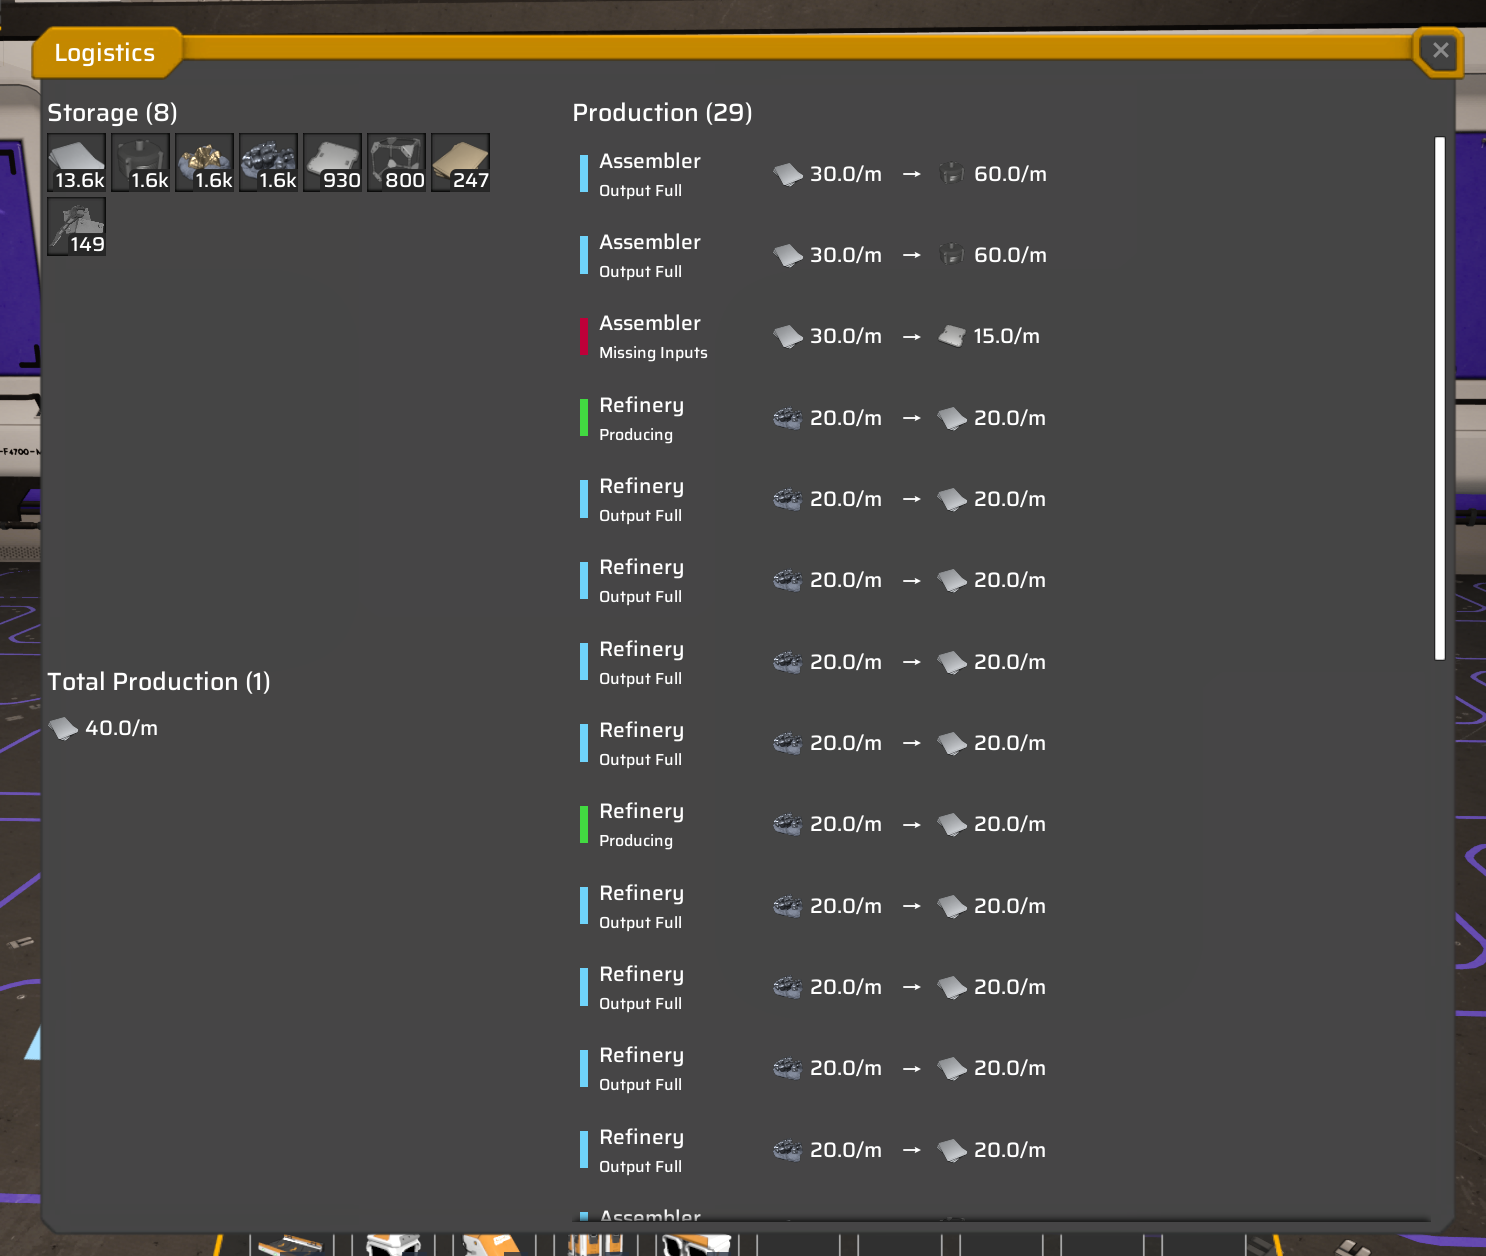 Logistics
Storage (8)
13.6k 1.6k 1.6k 1.6k 930 800 247
149
Total Production (1)
40.0/m
Production (29)
Assembler
Output Full
30.0/m → 60.0/m
Assembler
Output Full
30.0/m → 60.0/m
Assembler
Missing Inputs
30.0/m → 15.0/m
Refinery
Producing
20.0/m → 20.0/m
Refinery
Output Full
20.0/m → 20.0/m
Refinery
Output Full
20.0/m → 20.0/m
Refinery
Output Full
20.0/m → 20.0/m
Refinery
Output Full
20.0/m → 20.0/m
Refinery
Producing
20.0/m → 20.0/m
Refinery
Output Full
20.0/m → 20.0/m
Refinery
Output Full
20.0/m → 20.0/m
Refinery
Output Full
20.0/m → 20.0/m
Refinery
Output Full
20.0/m → 20.0/m
Assembler